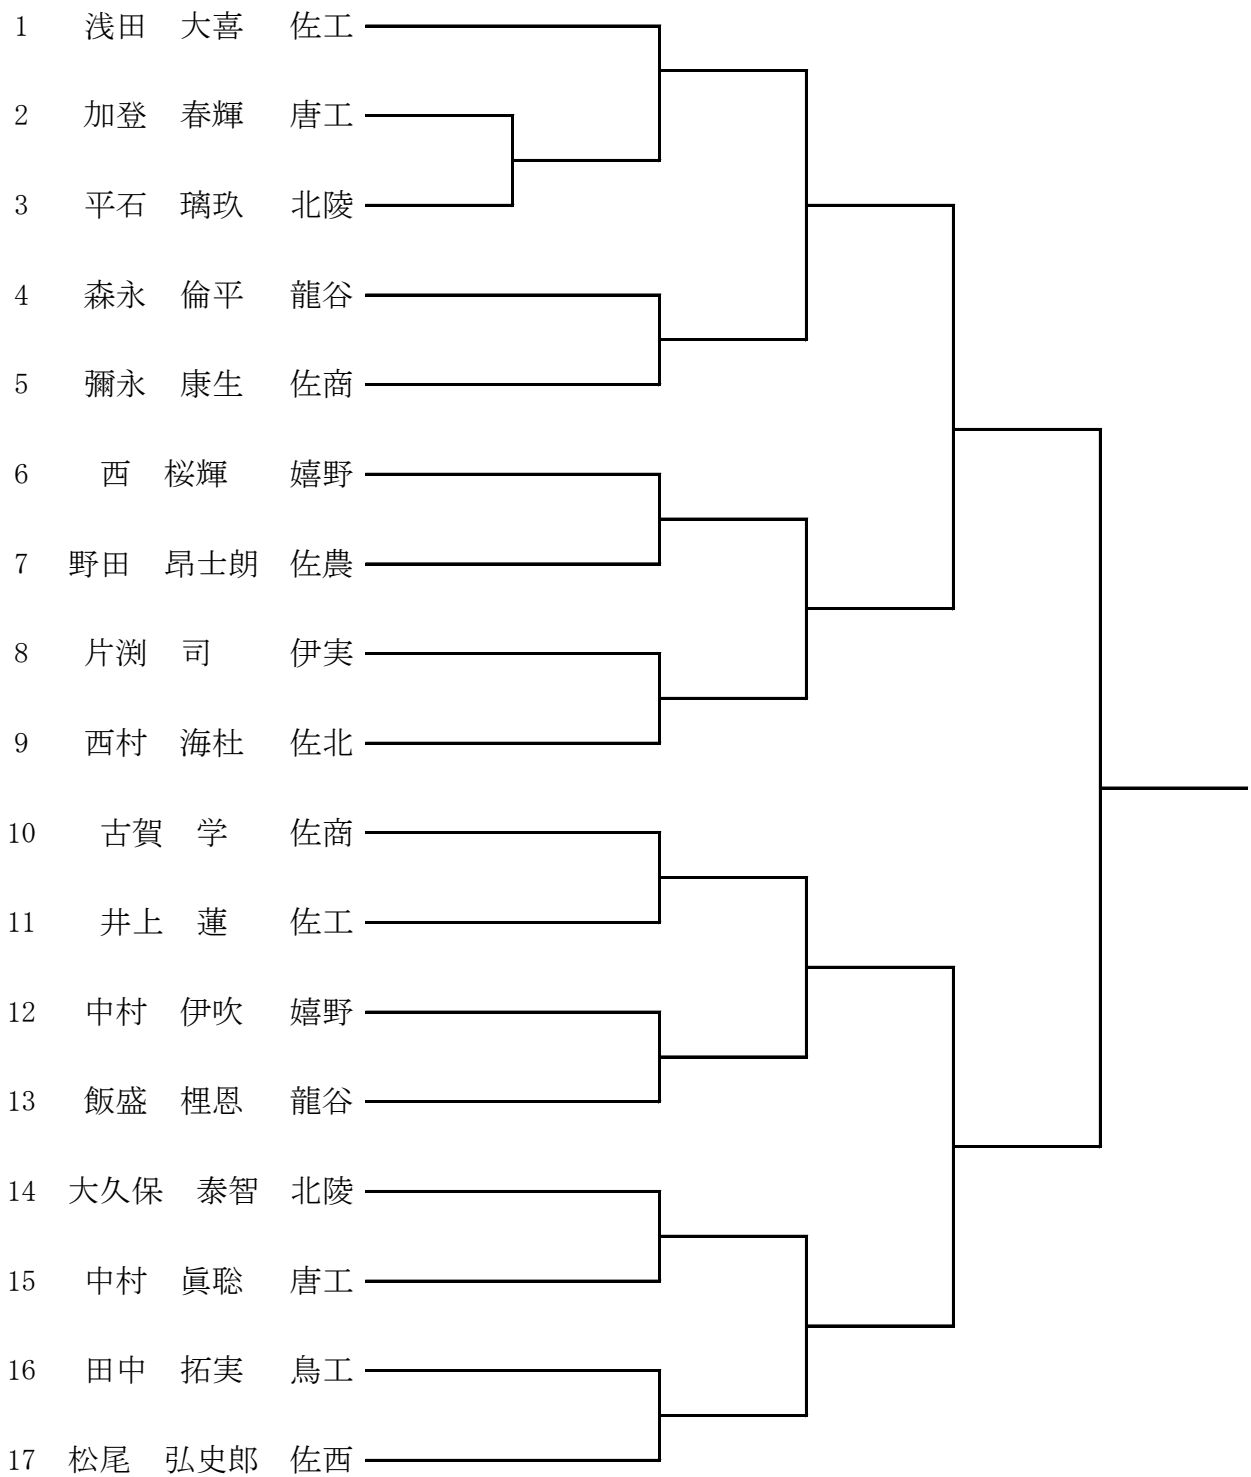 1 浅田 大喜 佐工
2 加登 春輝 唐工
3 平石 璃玖 北陵
4 森永 倫平 龍谷
5 彌永 康生 佐商
6 西 桜輝 嬉野
7 野田 昂士朗 佐農
8 片渕 司 伊実
9 西村 海杜 佐北
10 古賀 学 佐商
11 井上 蓮 佐工
12 中村 伊吹 嬉野
13 飯盛 梩恩 龍谷
14 大久保 泰智 北陵
15 中村 眞聡 唐工
16 田中 拓実 鳥工
17 松尾 弘史郎 佐西